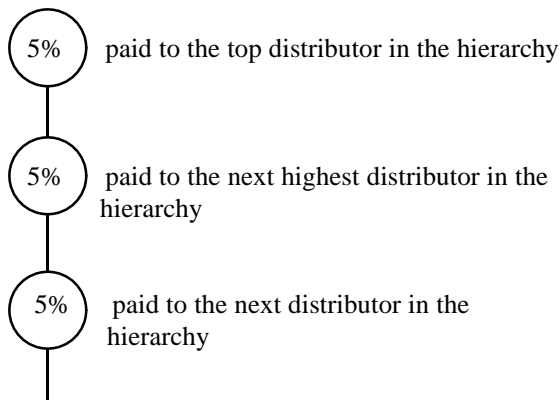 5% paid to the top distributor in the hierarchy
5% paid to the next highest distributor in the
hierarchy
5% paid to the next distributor in the
hierarchy